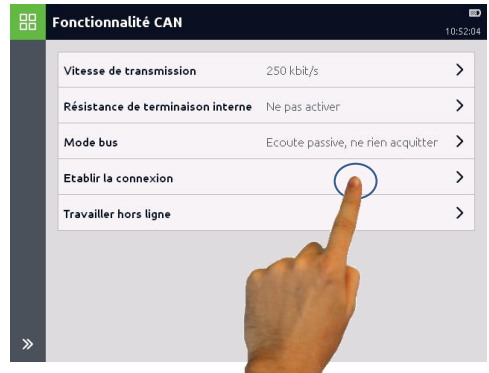 Fonctionnalité CAN
10:52:04
Vitesse de transmission 250 kbit/s
Résistance de terminaison interne Ne pas activer
Mode bus Ecoute passive, ne rien acquitter
Etablir la connexion
Travailler hors ligne